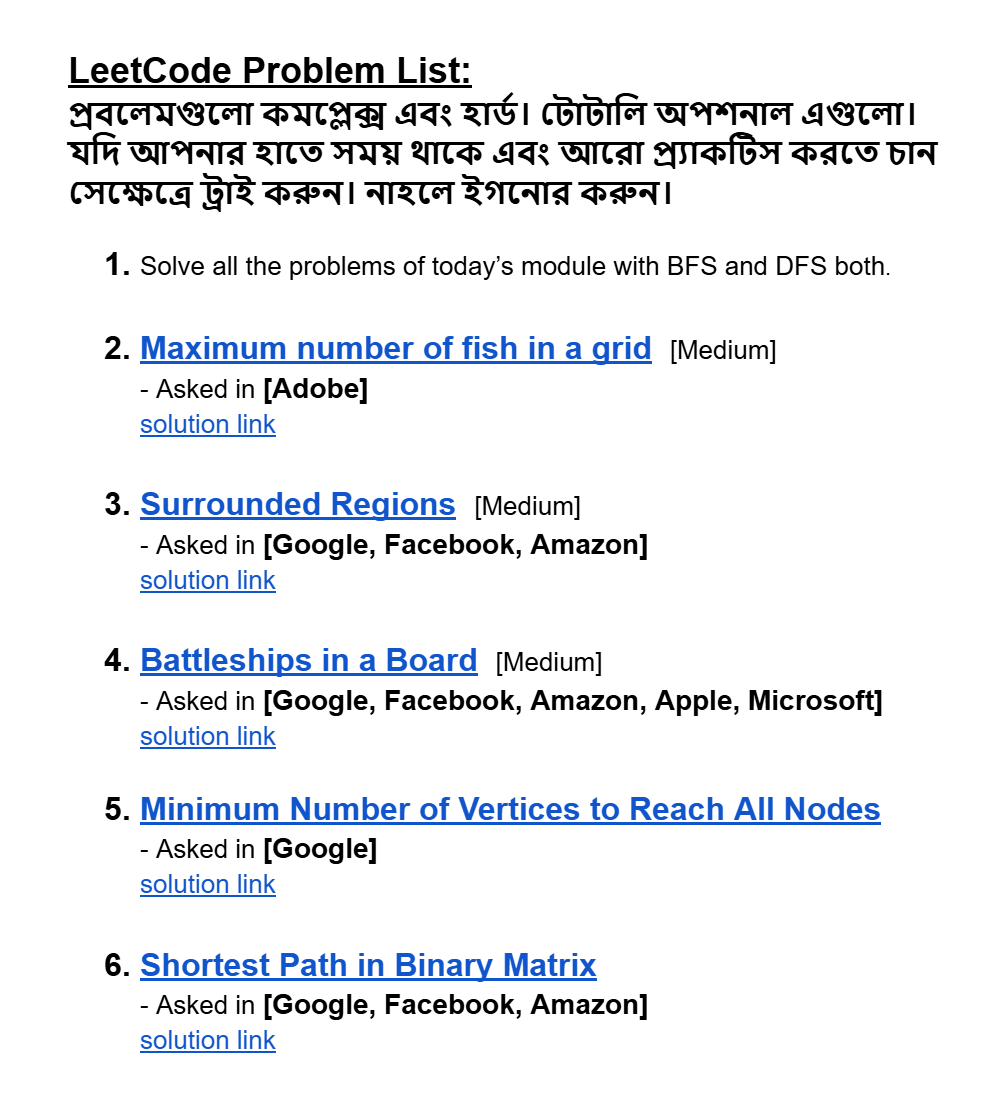 LeetCode Problem List:
প্রবলেমগুলো কমপ্লেক্স এবং হার্ড। টোটালি অপশনাল এগুলো।
যদি আপনার হাতে সময় থাকে এবং আরো প্র্যাকটিস করতে চান
সেক্ষেত্রে ট্রাই করুন। নাহলে ইগনোর করুন।
1. Solve all the problems of today’s module with BFS and DFS both.
2. Maximum number of fish in a grid [Medium]
- Asked in [Adobe]
solution link
3. Surrounded Regions [Medium]
- Asked in [Google, Facebook, Amazon]
solution link
4. Battleships in a Board [Medium]
- Asked in [Google, Facebook, Amazon, Apple, Microsoft]
solution link
5. Minimum Number of Vertices to Reach All Nodes
- Asked in [Google]
solution link
6. Shortest Path in Binary Matrix
- Asked in [Google, Facebook, Amazon]
solution link